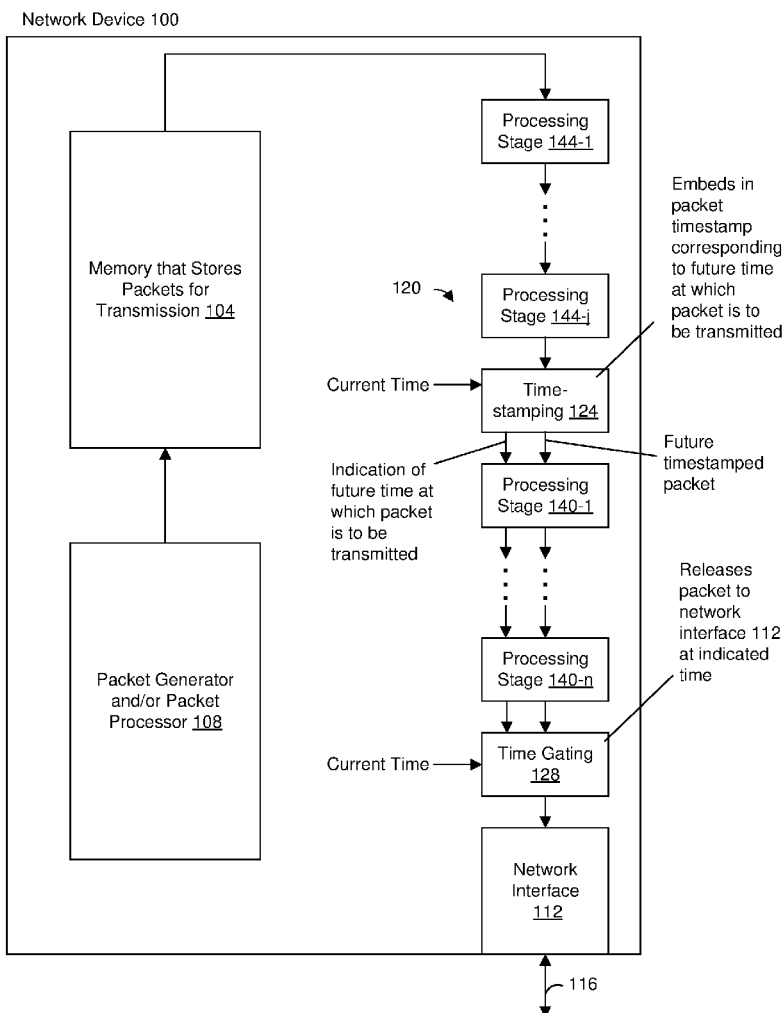 Network Device 100
Processing
Stage 144-1
Embeds in
packet
timestamp
corresponding
to future time
at which
packet is to
be transmitted
Memory that Stores
Packets for
Transmission 104
120
Processing
Stage 144-j
Current Time
Time-
stamping 124
Indication of
future time at
which packet
is to be
transmitted
Future
timestamped
packet
Processing
Stage 140-1
Releases
packet to
network
interface 112
at indicated
time
Packet Generator
and/or Packet
Processor 108
Processing
Stage 140-n
Current Time
Time Gating
128
Network
Interface
112
116